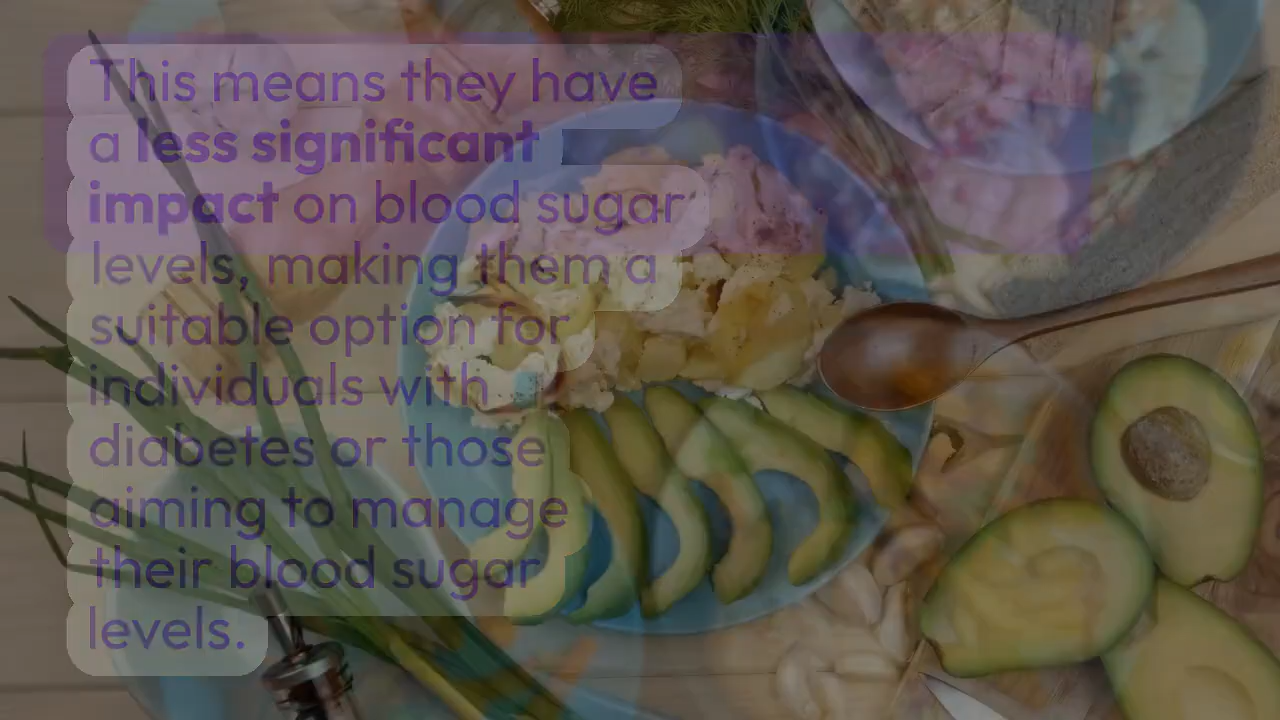 This means they have
a less significant
impact on blood sugar
levels, making them a
suitable option for
individuals with
diabetes or those
aiming to manage
their blood sugar
levels.